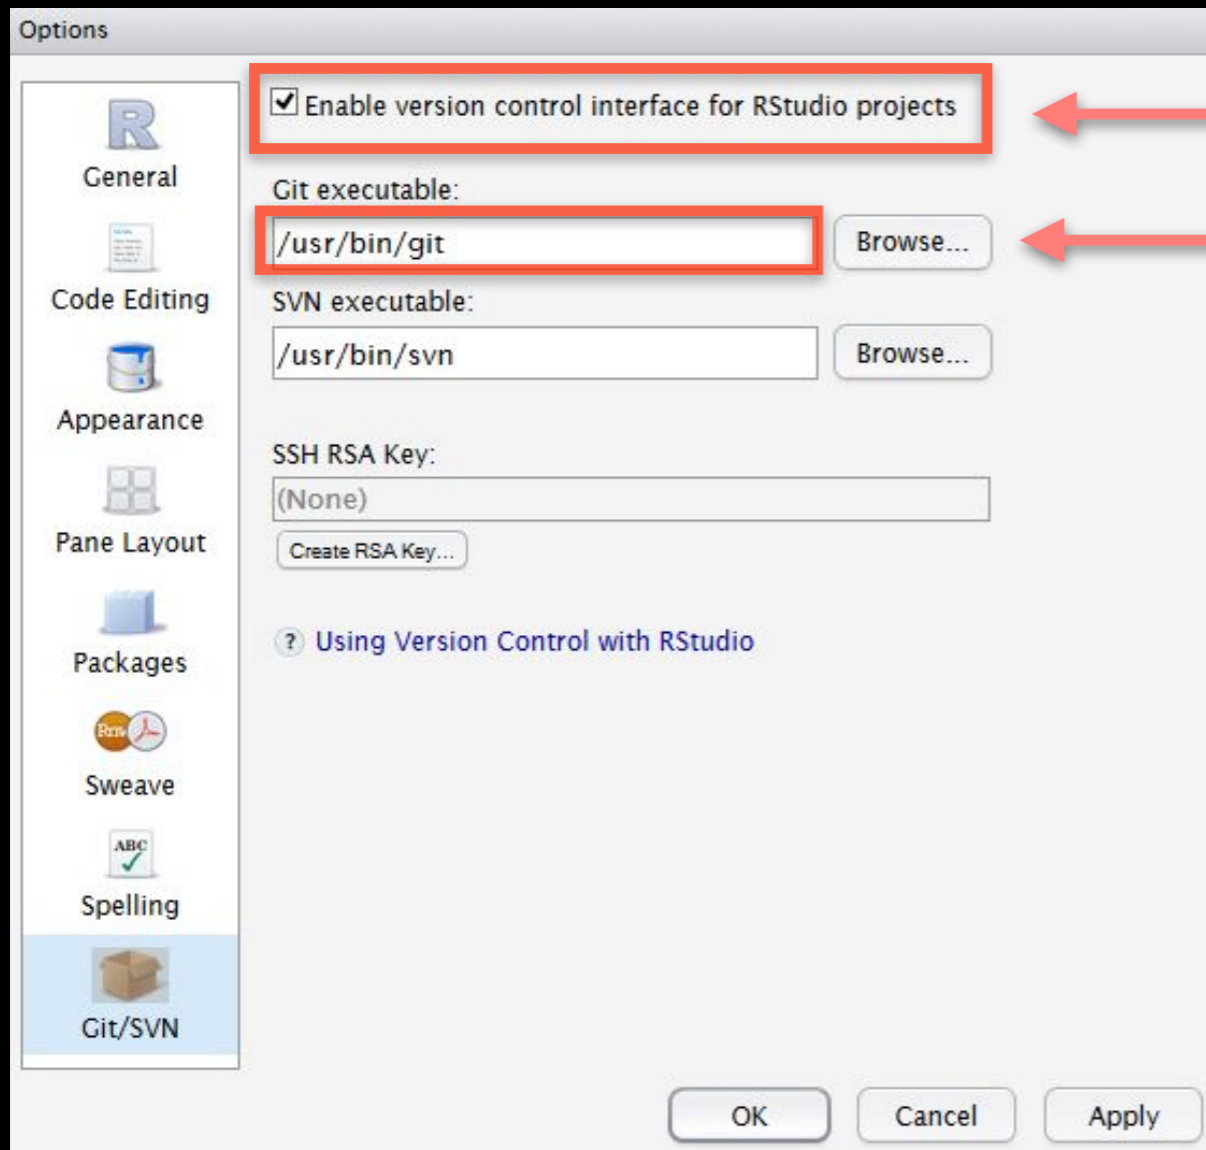 Options
General
Code Editing
Appearance
Pane Layout
Packages
Rnw
Sweave
ABC
Spelling
Git/SVN
Enable version control interface for RStudio projects
Git executable:
/usr/bin/git
Browse...
SVN executable:
/usr/bin/svn
Browse...
SSH RSA Key:
(None)
Create RSA Key...
? Using Version Control with RStudio
OK
Cancel
Apply